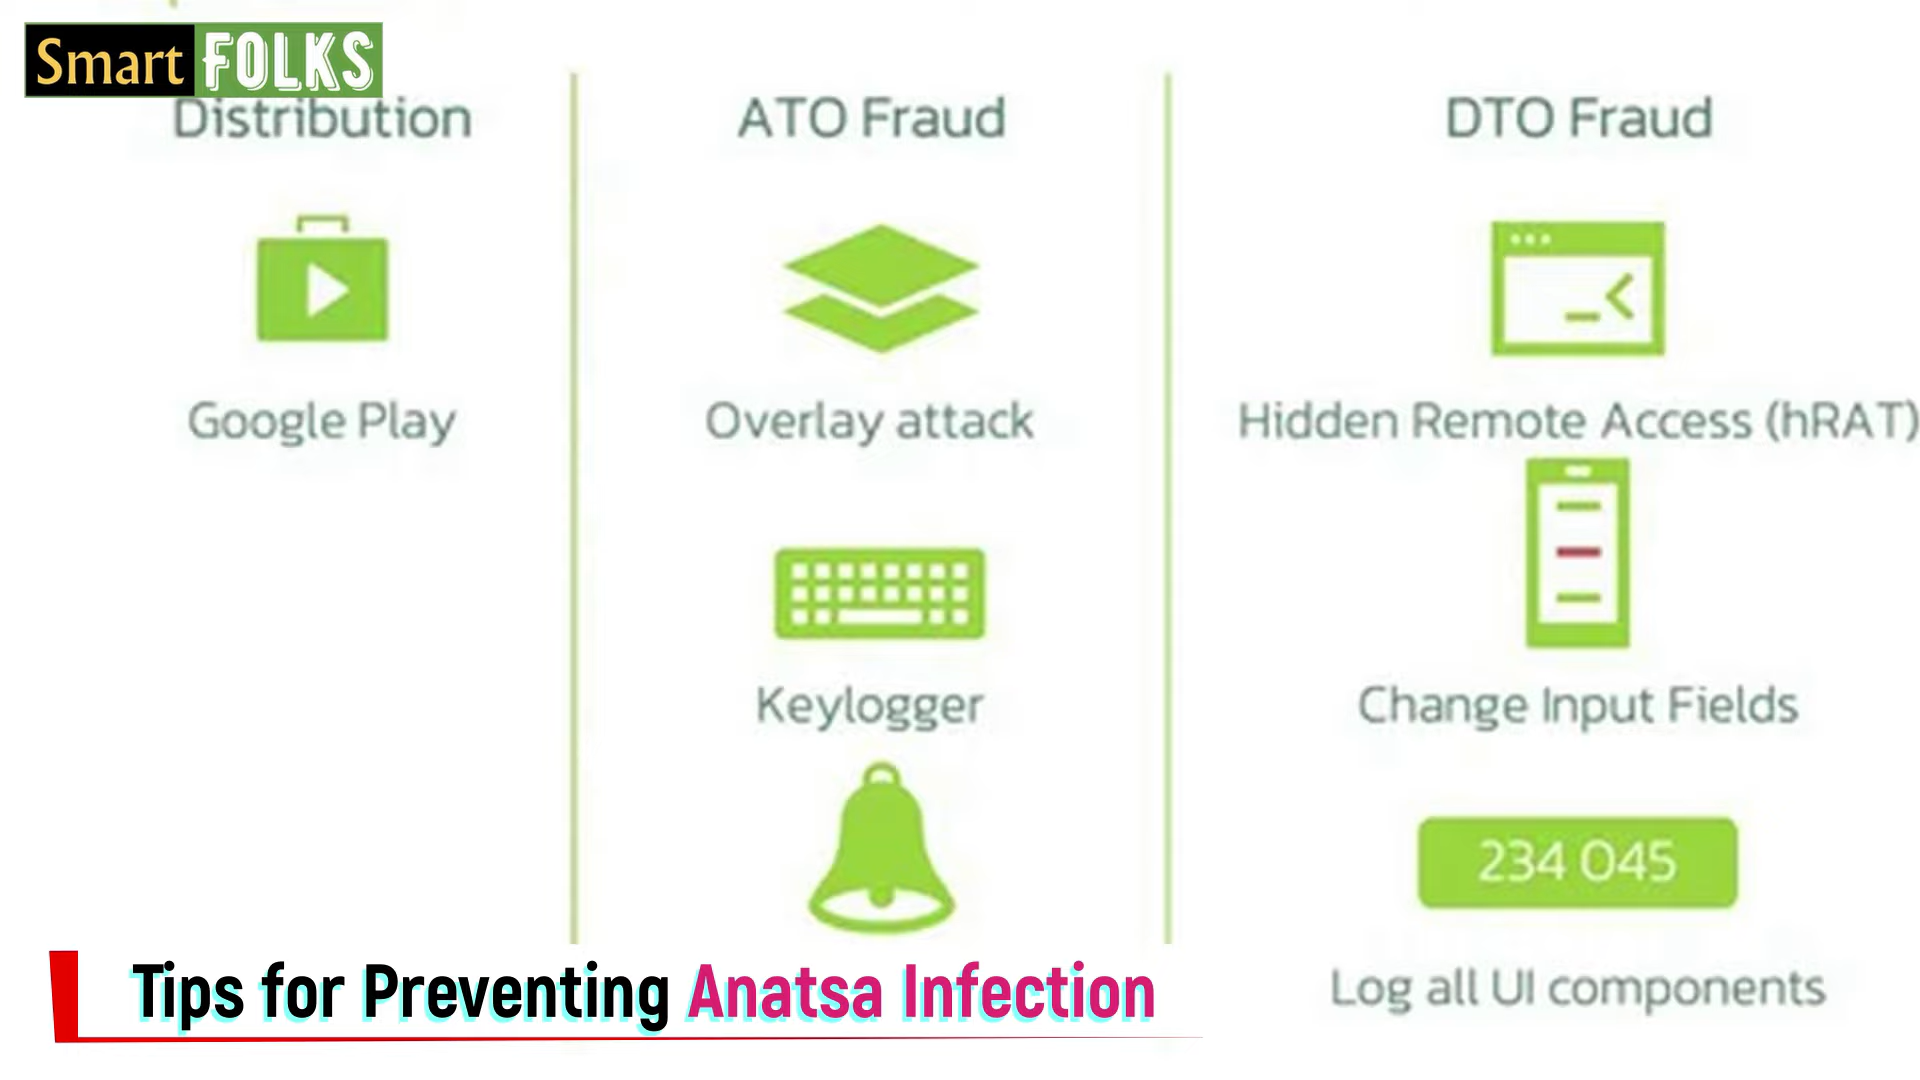 Smart FOLKS
Distribution
ATO Fraud
DTO Fraud
Google Play
Overlay attack
Hidden Remote Access (hRAT)
Keylogger
Change Input Fields
234 045
Log all UI components
Tips for Preventing Anatsa Infection